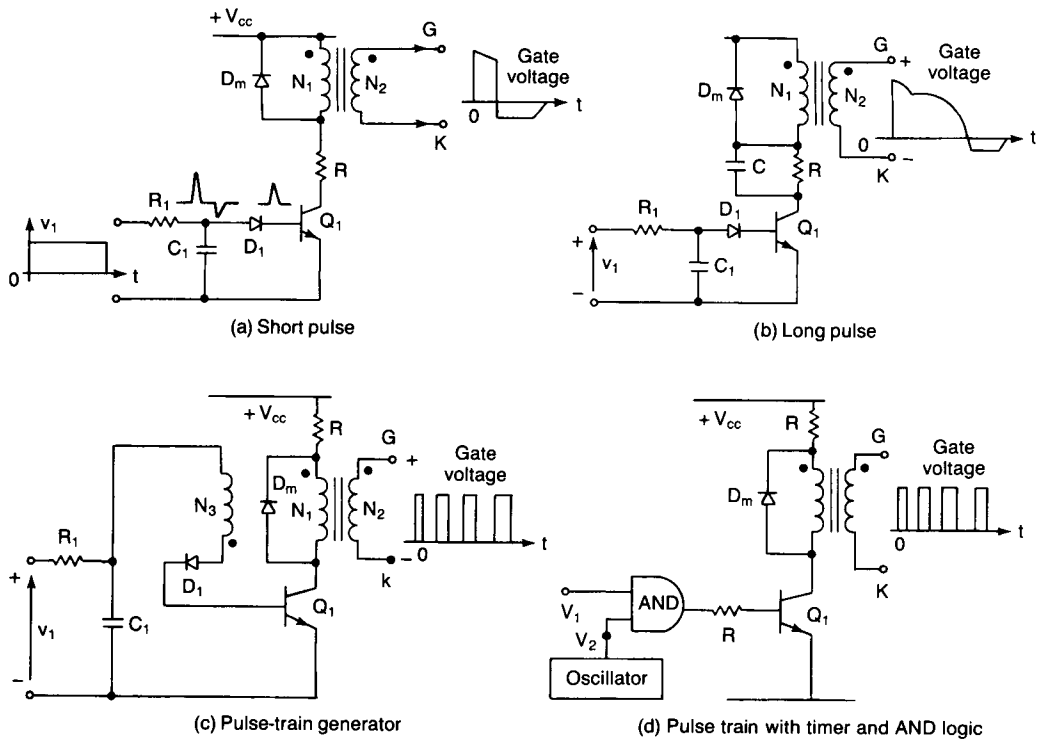 + Vcc
G
Dm
N1
N2
Gate
voltage
0
t
K
R
R1
v1
C1
D1
Q1
0
t
(a) Short pulse
G
+
Gate
voltage
Dm
N1
N2
0
t
C
R
K
−
R1
D1
Q1
+
v1
C1
−
(b) Long pulse
+ Vcc
R
G
+
Gate
voltage
N3
Dm
N1
N2
0
t
R1
D1
−
k
+
Q1
v1
C1
−
(c) Pulse-train generator
+ Vcc
R
G
Gate
voltage
Dm
0
t
K
V1
AND
R
Q1
V2
Oscillator
(d) Pulse train with timer and AND logic